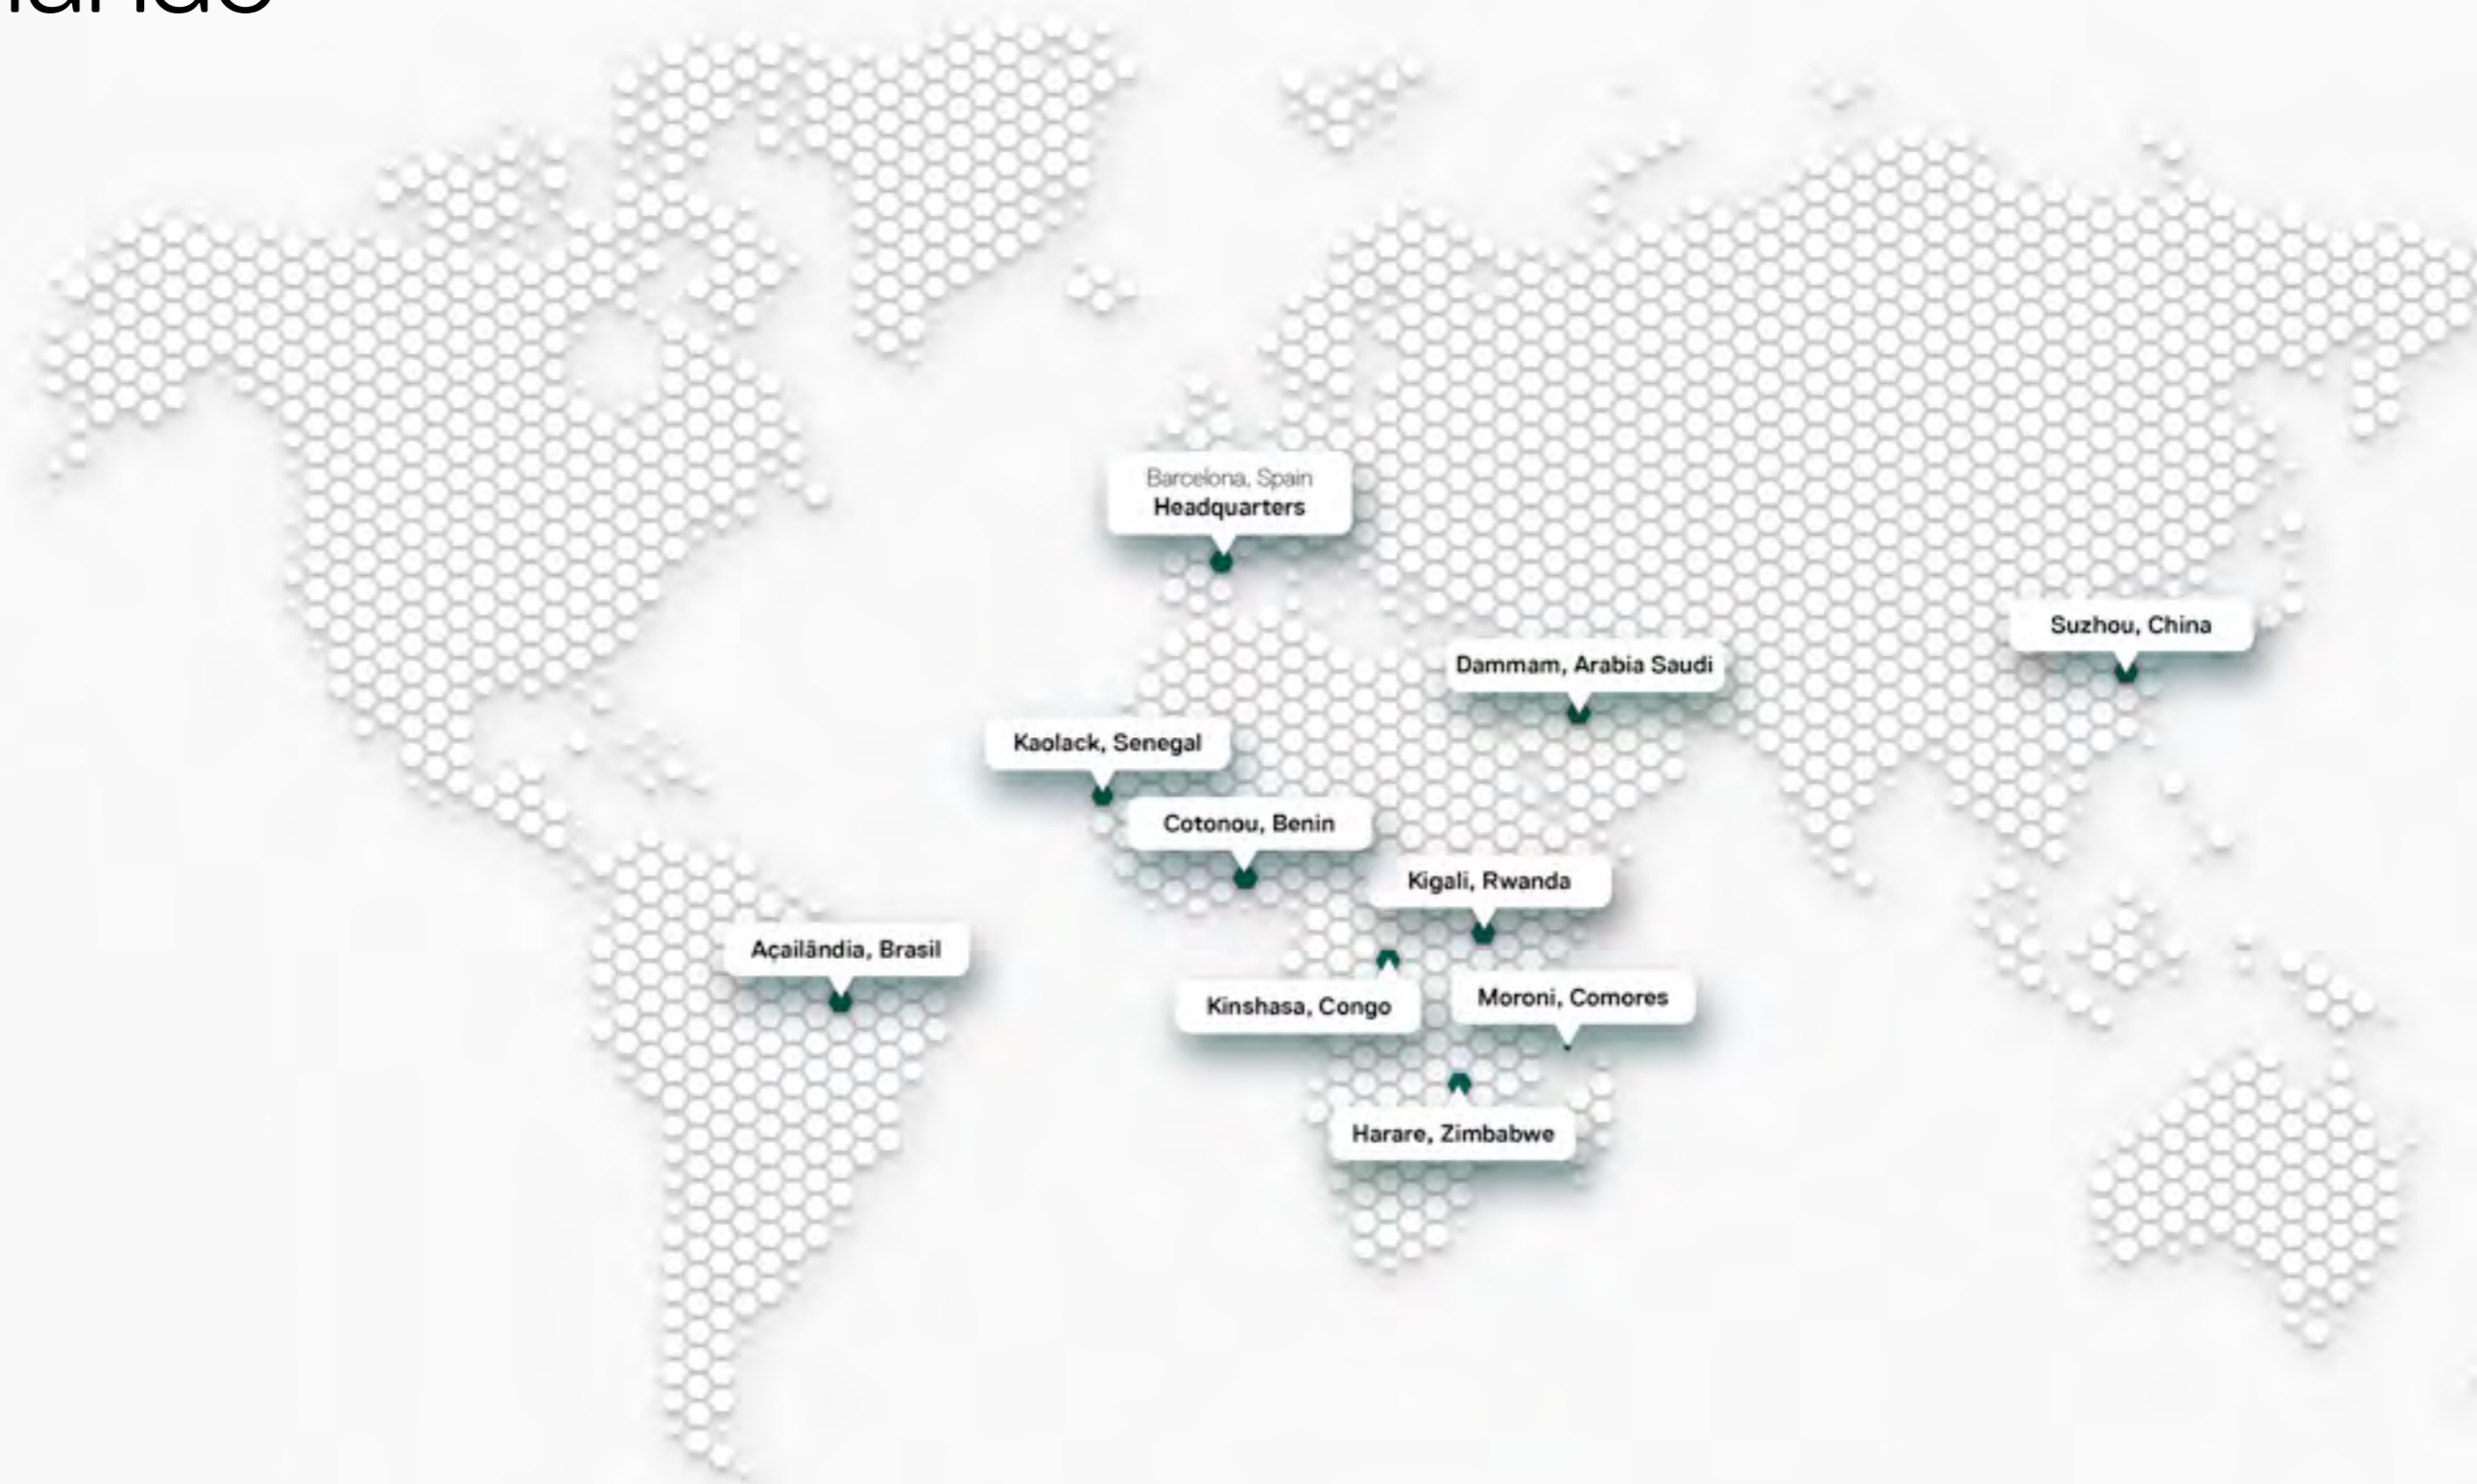 Barcelona, Spain
Headquarters
Suzhou, China
Dammam, Arabia Saudi
Kaolack, Senegal
Cotonou, Benin
Kigali, Rwanda
Açailândia, Brasil
Kinshasa, Congo
Moroni, Comores
Harare, Zimbabwe